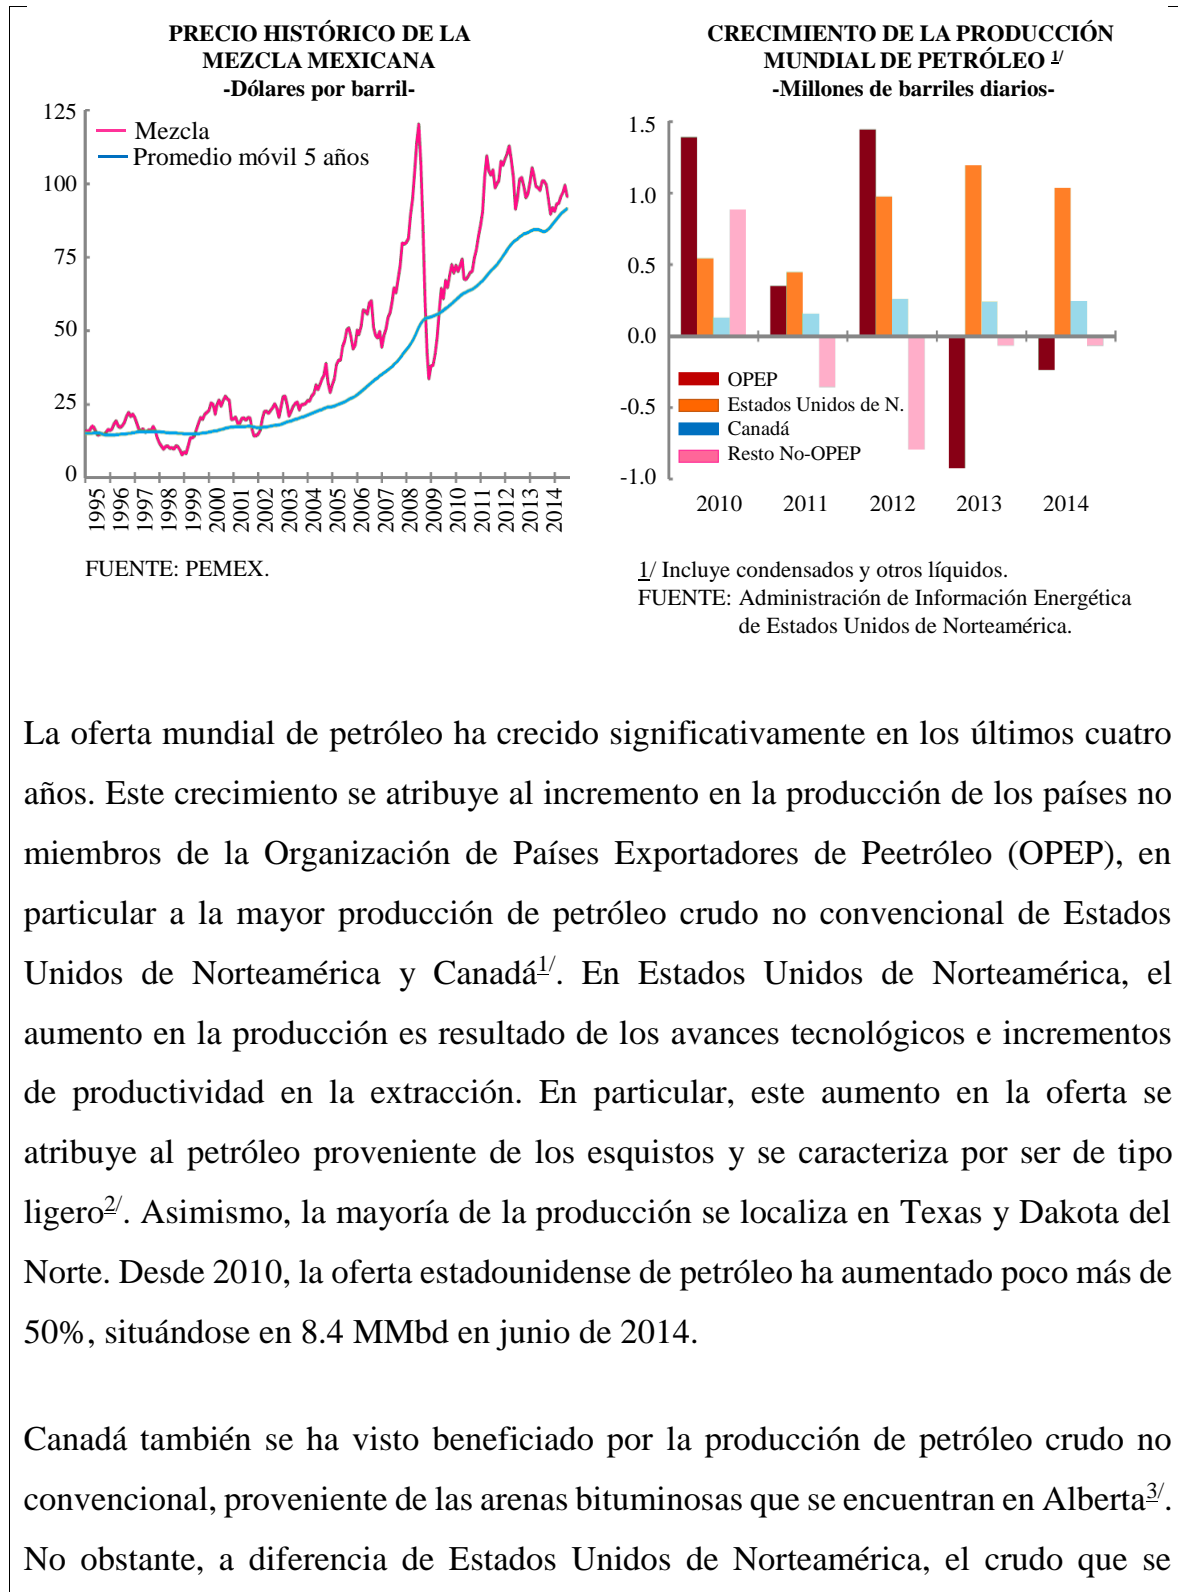 PRECIO HISTÓRICO DE LA
MEZCLA MEXICANA
-Dólares por barril-
125
100
75
50
25
0
Mezcla
Promedio móvil 5 años
1995
1996
1997
1998
1999
2000
2001
2002
2003
2004
2005
2006
2007
2008
2009
2010
2011
2012
2013
2014
FUENTE: PEMEX.
CRECIMIENTO DE LA PRODUCCIÓN
MUNDIAL DE PETRÓLEO 1/
-Millones de barriles diarios-
1.5
1.0
0.5
0.0
-0.5
-1.0
OPEP
Estados Unidos de N.
Canadá
Resto No-OPEP
2010 2011 2012 2013 2014
1/ Incluye condensados y otros líquidos.
FUENTE: Administración de Información Energética
de Estados Unidos de Norteamérica.
La oferta mundial de petróleo ha crecido significativamente en los últimos cuatro
años. Este crecimiento se atribuye al incremento en la producción de los países no
miembros de la Organización de Países Exportadores de Peetróleo (OPEP), en
particular a la mayor producción de petróleo crudo no convencional de Estados
Unidos de Norteamérica y Canadá1/. En Estados Unidos de Norteamérica, el
aumento en la producción es resultado de los avances tecnológicos e incrementos
de productividad en la extracción. En particular, este aumento en la oferta se
atribuye al petróleo proveniente de los esquistos y se caracteriza por ser de tipo
ligero2/. Asimismo, la mayoría de la producción se localiza en Texas y Dakota del
Norte. Desde 2010, la oferta estadounidense de petróleo ha aumentado poco más de
50%, situándose en 8.4 MMbd en junio de 2014.
Canadá también se ha visto beneficiado por la producción de petróleo crudo no
convencional, proveniente de las arenas bituminosas que se encuentran en Alberta3/.
No obstante, a diferencia de Estados Unidos de Norteamérica, el crudo que se